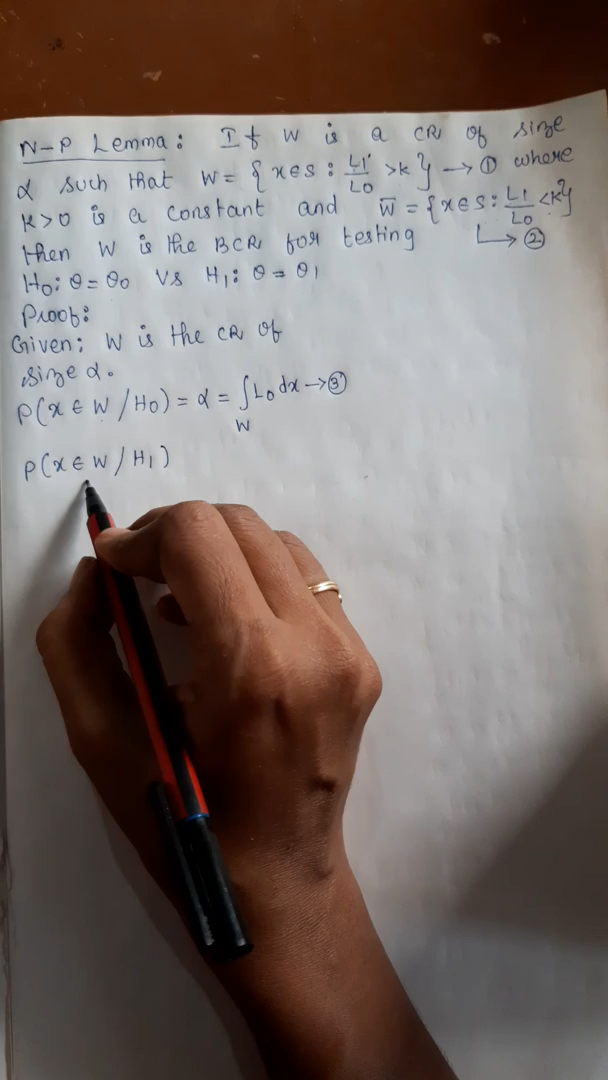 N-P Lemma: If W is a CR of size
α such that W = {x∈s : L1/L0 >k} → ① where
K>0 is a constant and W̅ = {x∈s : L1/L0 <k}
then W is the BCR for testing ↳ ②
H0: θ = θ0 VS H1: θ = θ1
Proof:
Given: W is the CR of
size α.
P(x ∈ W / H0) = α = ∫W L0 dx → ③
P(x ∈ W / H1)